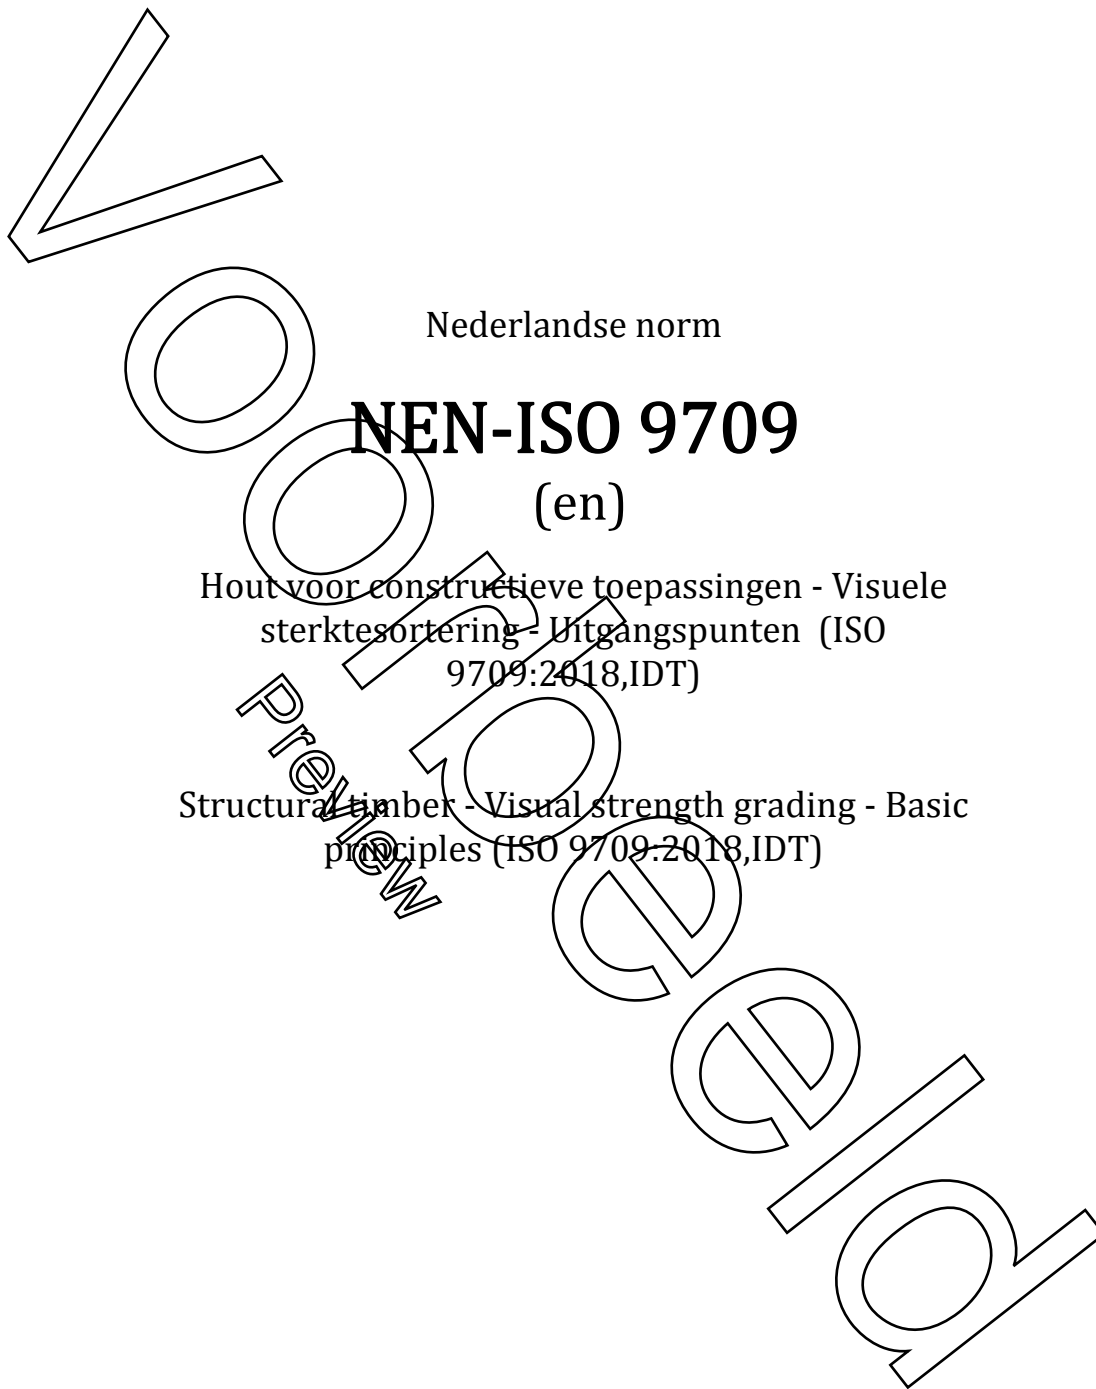 Nederlandse norm
NEN-ISO 9709
(en)
Hout voor constructieve toepassingen - Visuele
sterktesortering - Uitgangspunten (ISO
9709:2018,IDT)
Structural timber - Visual strength grading - Basic
principles (ISO 9709:2018,IDT)
Voorbeeld
Preview